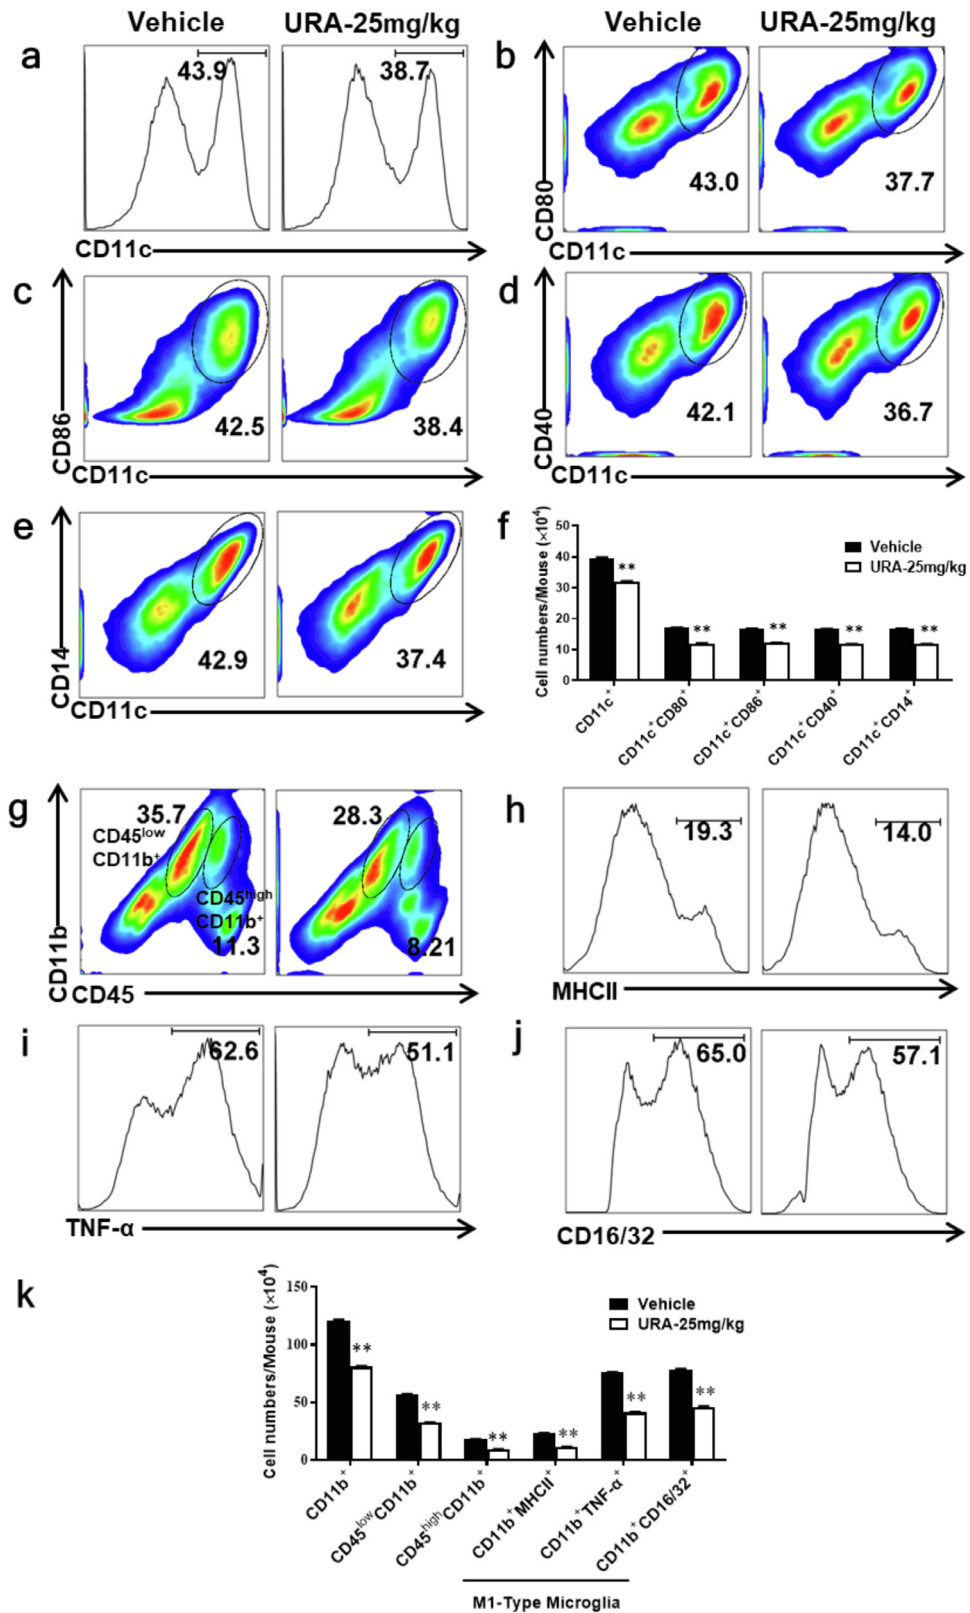 Vehicle URA-25mg/kg Vehicle URA-25mg/kg
a 43.9 38.7
CD11c
b CD80 43.0 37.7
CD11c
c CD86 42.5 38.4
CD11c
d CD40 42.1 36.7
CD11c
e CD14 42.9 37.4
CD11c
f
Cell numbers/Mouse (×10⁴)
50
40
30
20
10
0
Vehicle
URA-25mg/kg
** ** ** ** **
CD11c⁺ CD11c⁺CD80⁺ CD11c⁺CD86⁺ CD11c⁺CD40⁺ CD11c⁺CD14⁺
g CD11b
35.7 28.3
CD45ˡᵒʷ
CD11b⁺
CD45ʰⁱᵍʰ
CD11b⁺
11.3 8.21
CD45
h 19.3 14.0
MHCII
i 62.6 51.1
TNF-α
j 65.0 57.1
CD16/32
k
Cell numbers/Mouse (×10⁴)
150
100
50
0
Vehicle
URA-25mg/kg
** ** ** ** ** **
CD11b⁺ CD45ˡᵒʷCD11b⁺ CD45ʰⁱᵍʰCD11b⁺ CD11b⁺MHCII⁺ CD11b⁺TNF-α⁺ CD11b⁺CD16/32⁺
M1-Type Microglia